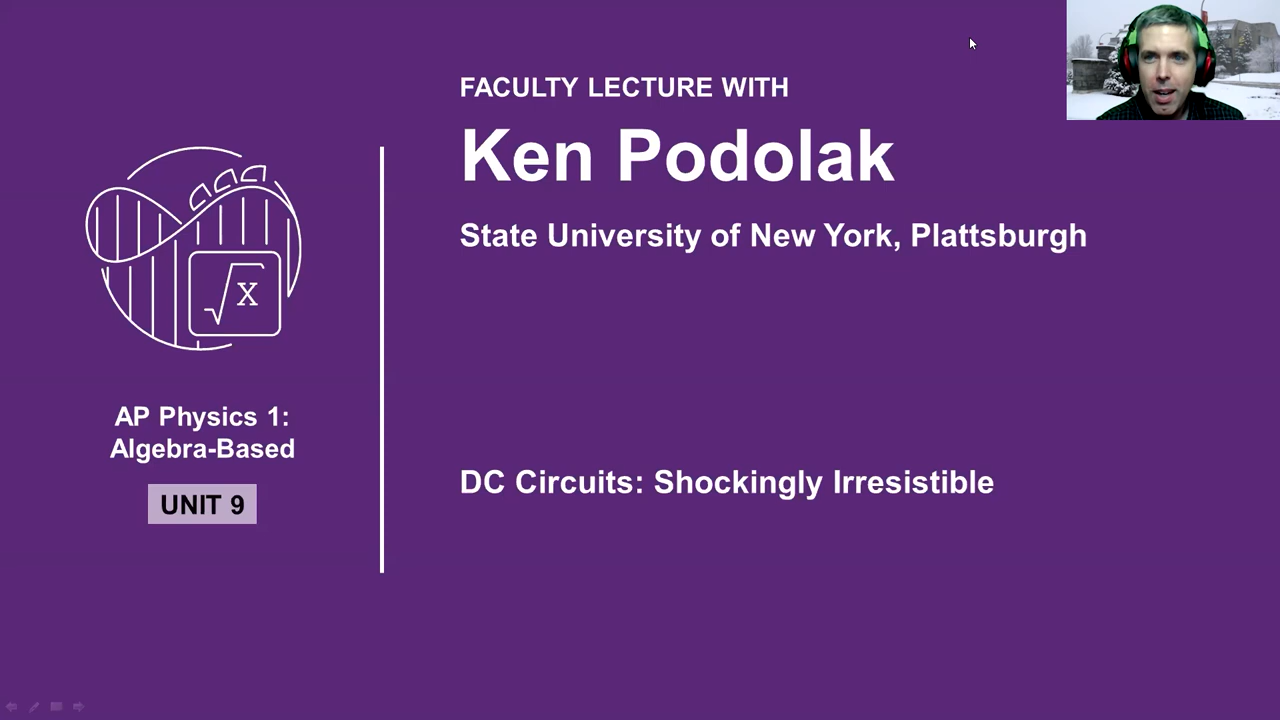 FACULTY LECTURE WITH
Ken Podolak
State University of New York, Plattsburgh
DC Circuits: Shockingly Irresistible
√x
AP Physics 1:
Algebra-Based
UNIT 9